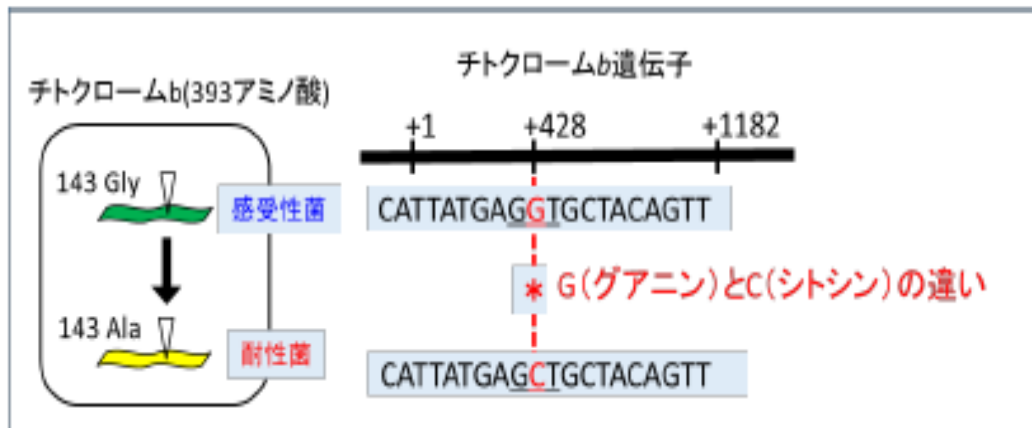 チトクロームb(393アミノ酸)
143 Gly
感受性菌
143 Ala
耐性菌
チトクロームb遺伝子
+1 +428 +1182
CATTATGAGGTGCTACAGTT
* G(グアニン)とC(シトシン)の違い
CATTATGAGCTGCTACAGTT